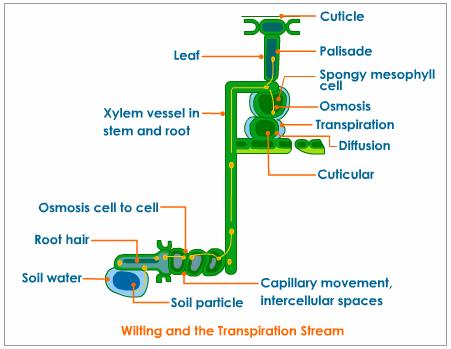 Cuticle
Leaf
Palisade
Spongy mesophyll
cell
Osmosis
Xylem vessel in
stem and root
Transpiration
Diffusion
Cuticular
Osmosis cell to cell
Root hair
Soil water
Soil particle
Capillary movement,
intercellular spaces
Wilting and the Transpiration Stream